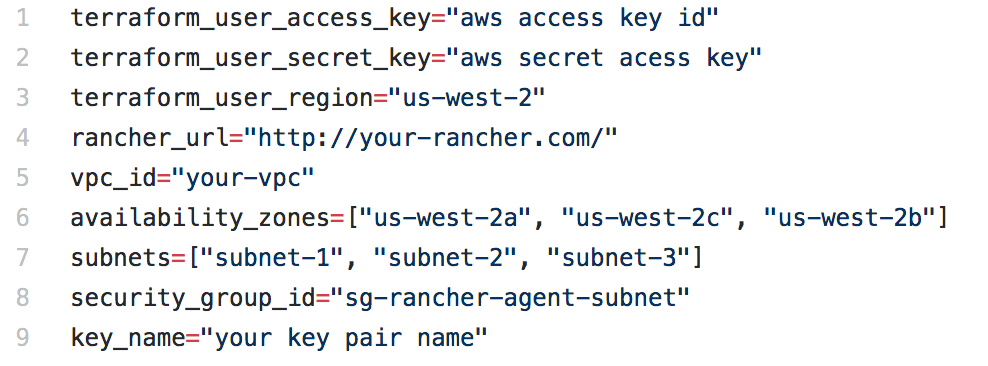 1 terraform_user_access_key="aws access key id"
2 terraform_user_secret_key="aws secret acess key"
3 terraform_user_region="us-west-2"
4 rancher_url="http://your-rancher.com/"
5 vpc_id="your-vpc"
6 availability_zones=["us-west-2a", "us-west-2c", "us-west-2b"]
7 subnets=["subnet-1", "subnet-2", "subnet-3"]
8 security_group_id="sg-rancher-agent-subnet"
9 key_name="your key pair name"